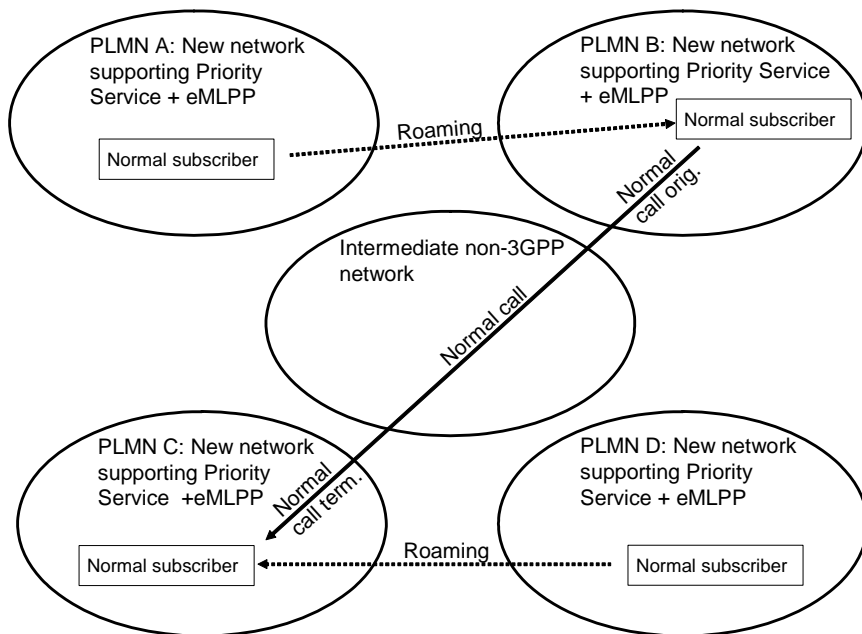 PLMN A: New network
supporting Priority
Service + eMLPP
Normal subscriber
PLMN B: New network
supporting Priority Service
+ eMLPP
Normal subscriber
Roaming
Normal
call orig.
Intermediate non-3GPP
network
Normal call
PLMN C: New network
supporting Priority
Service +eMLPP
Normal
call term.
Normal subscriber
PLMN D: New network
supporting Priority
Service + eMLPP
Roaming
Normal subscriber